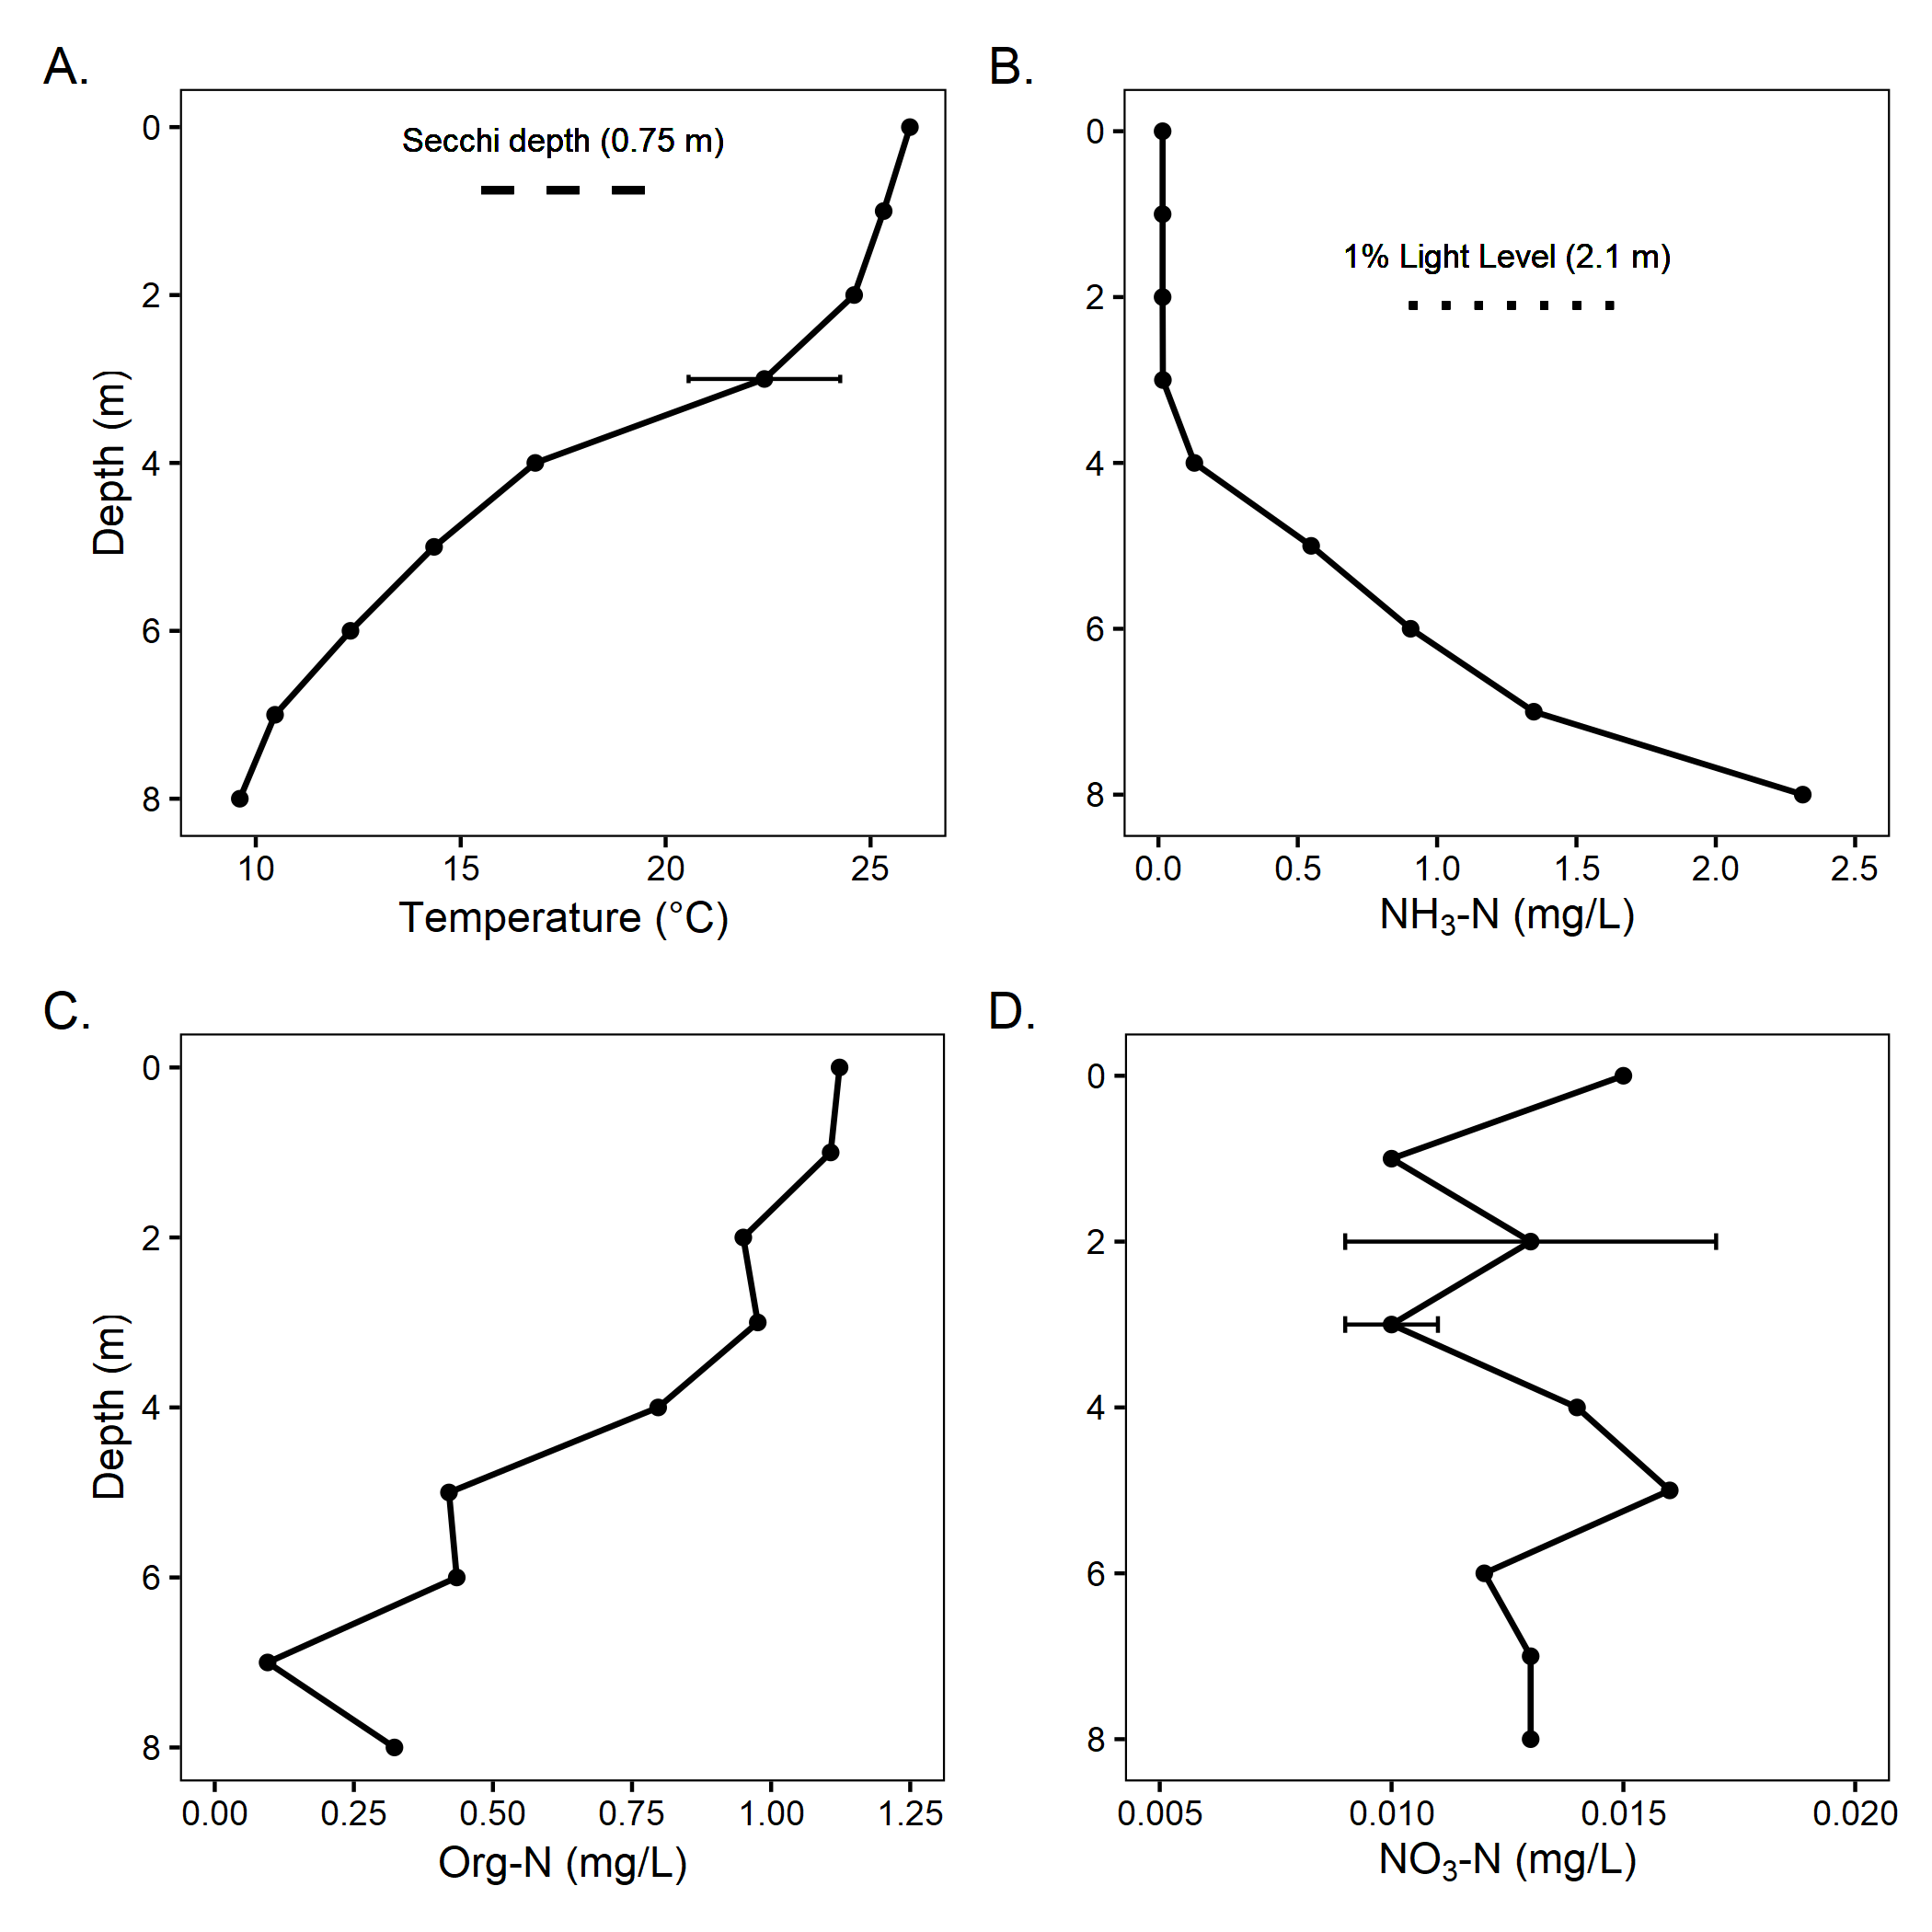 A.
Secchi depth (0.75 m)
0
2
4
6
8
Depth (m)
10 15 20 25
Temperature (°C)
B.
1% Light Level (2.1 m)
0
2
4
6
8
0.0 0.5 1.0 1.5 2.0 2.5
NH₃-N (mg/L)
C.
0
2
4
6
8
Depth (m)
0.00 0.25 0.50 0.75 1.00 1.25
Org-N (mg/L)
D.
0
2
4
6
8
0.005 0.010 0.015 0.020
NO₃-N (mg/L)